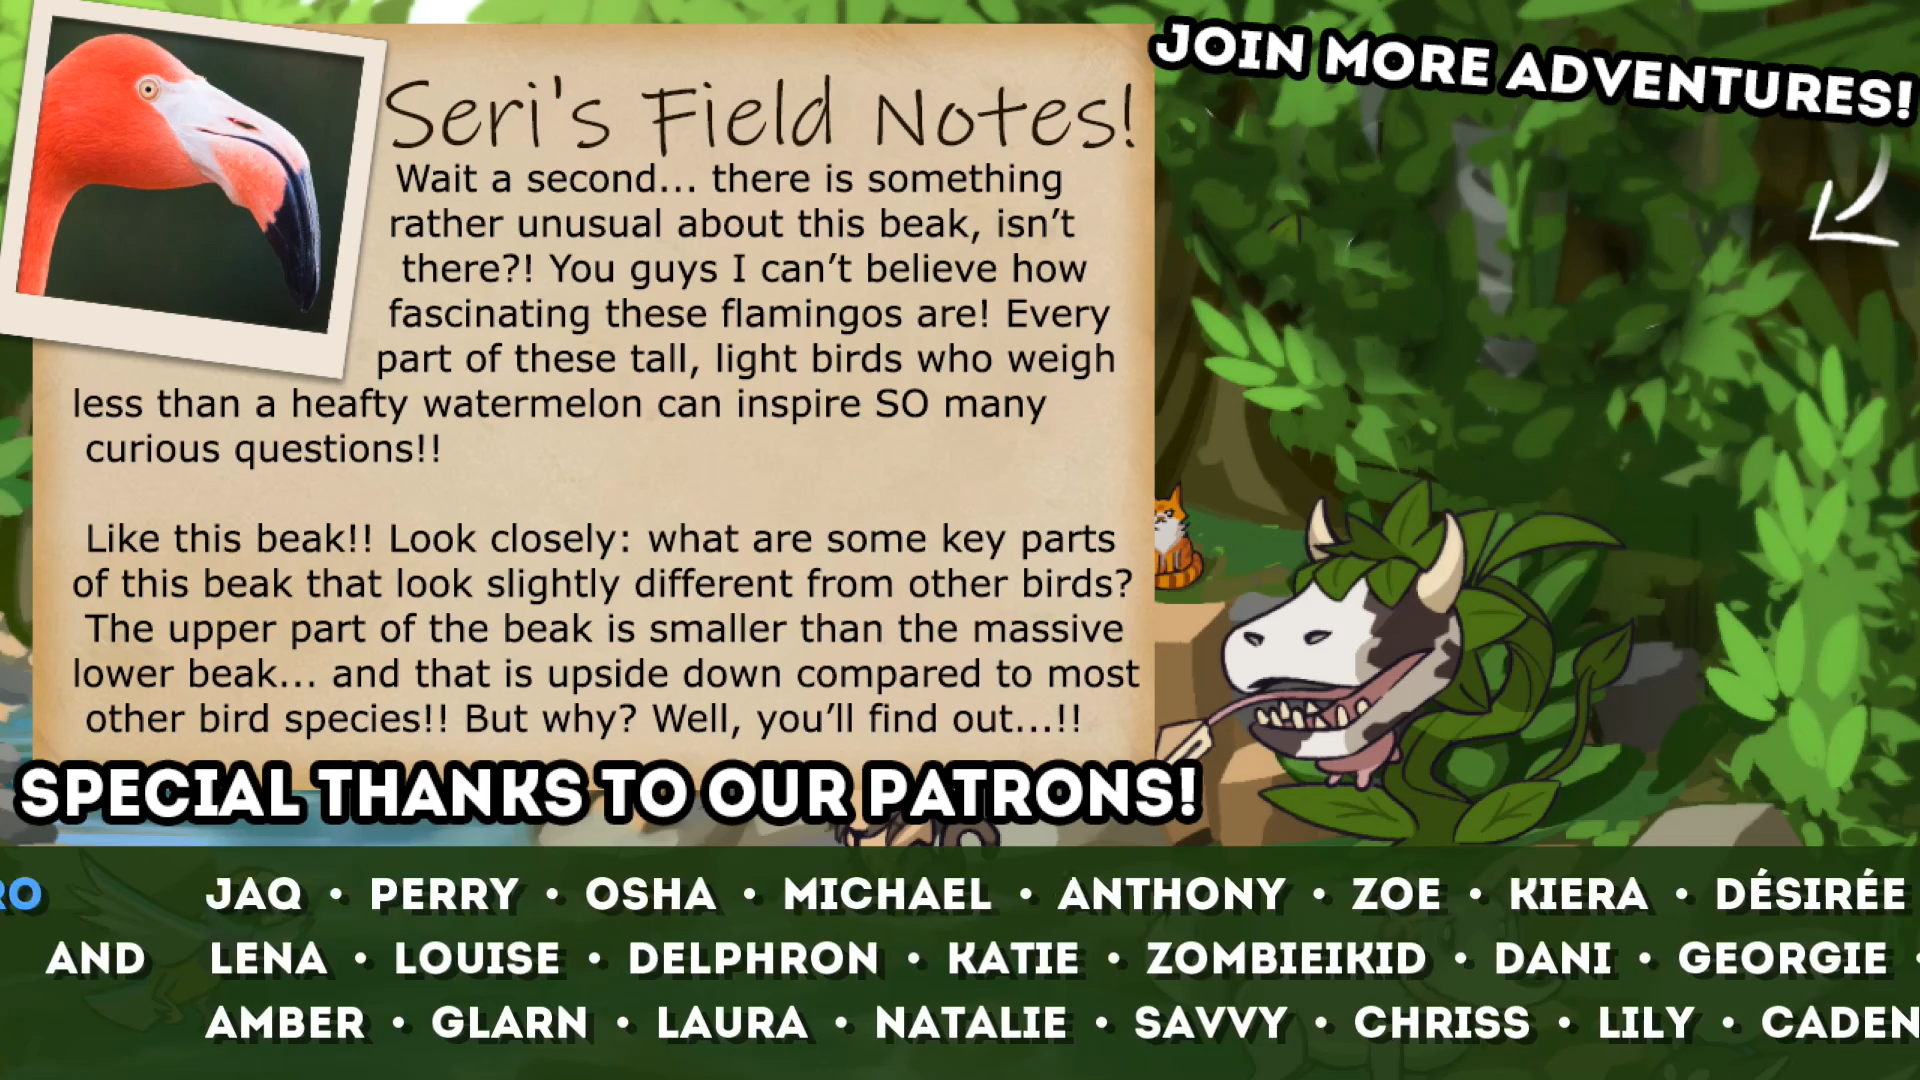 JOIN MORE ADVENTURES!
Seri's Field Notes!
Wait a second... there is something
rather unusual about this beak, isn’t
there?! You guys I can’t believe how
fascinating these flamingos are! Every
part of these tall, light birds who weigh
less than a heafty watermelon can inspire SO many
curious questions!!
Like this beak!! Look closely: what are some key parts
of this beak that look slightly different from other birds?
The upper part of the beak is smaller than the massive
lower beak... and that is upside down compared to most
other bird species!! But why? Well, you’ll find out...!!
SPECIAL THANKS TO OUR PATRONS!
RO JAQ • PERRY • OSHA • MICHAEL • ANTHONY • ZOE • KIERA • DÉSIRÉE
AND LENA • LOUISE • DELPHRON • KATIE • ZOMBIEIKID • DANI • GEORGIE •
AMBER • GLARN • LAURA • NATALIE • SAVVY • CHRISS • LILY • CADEN